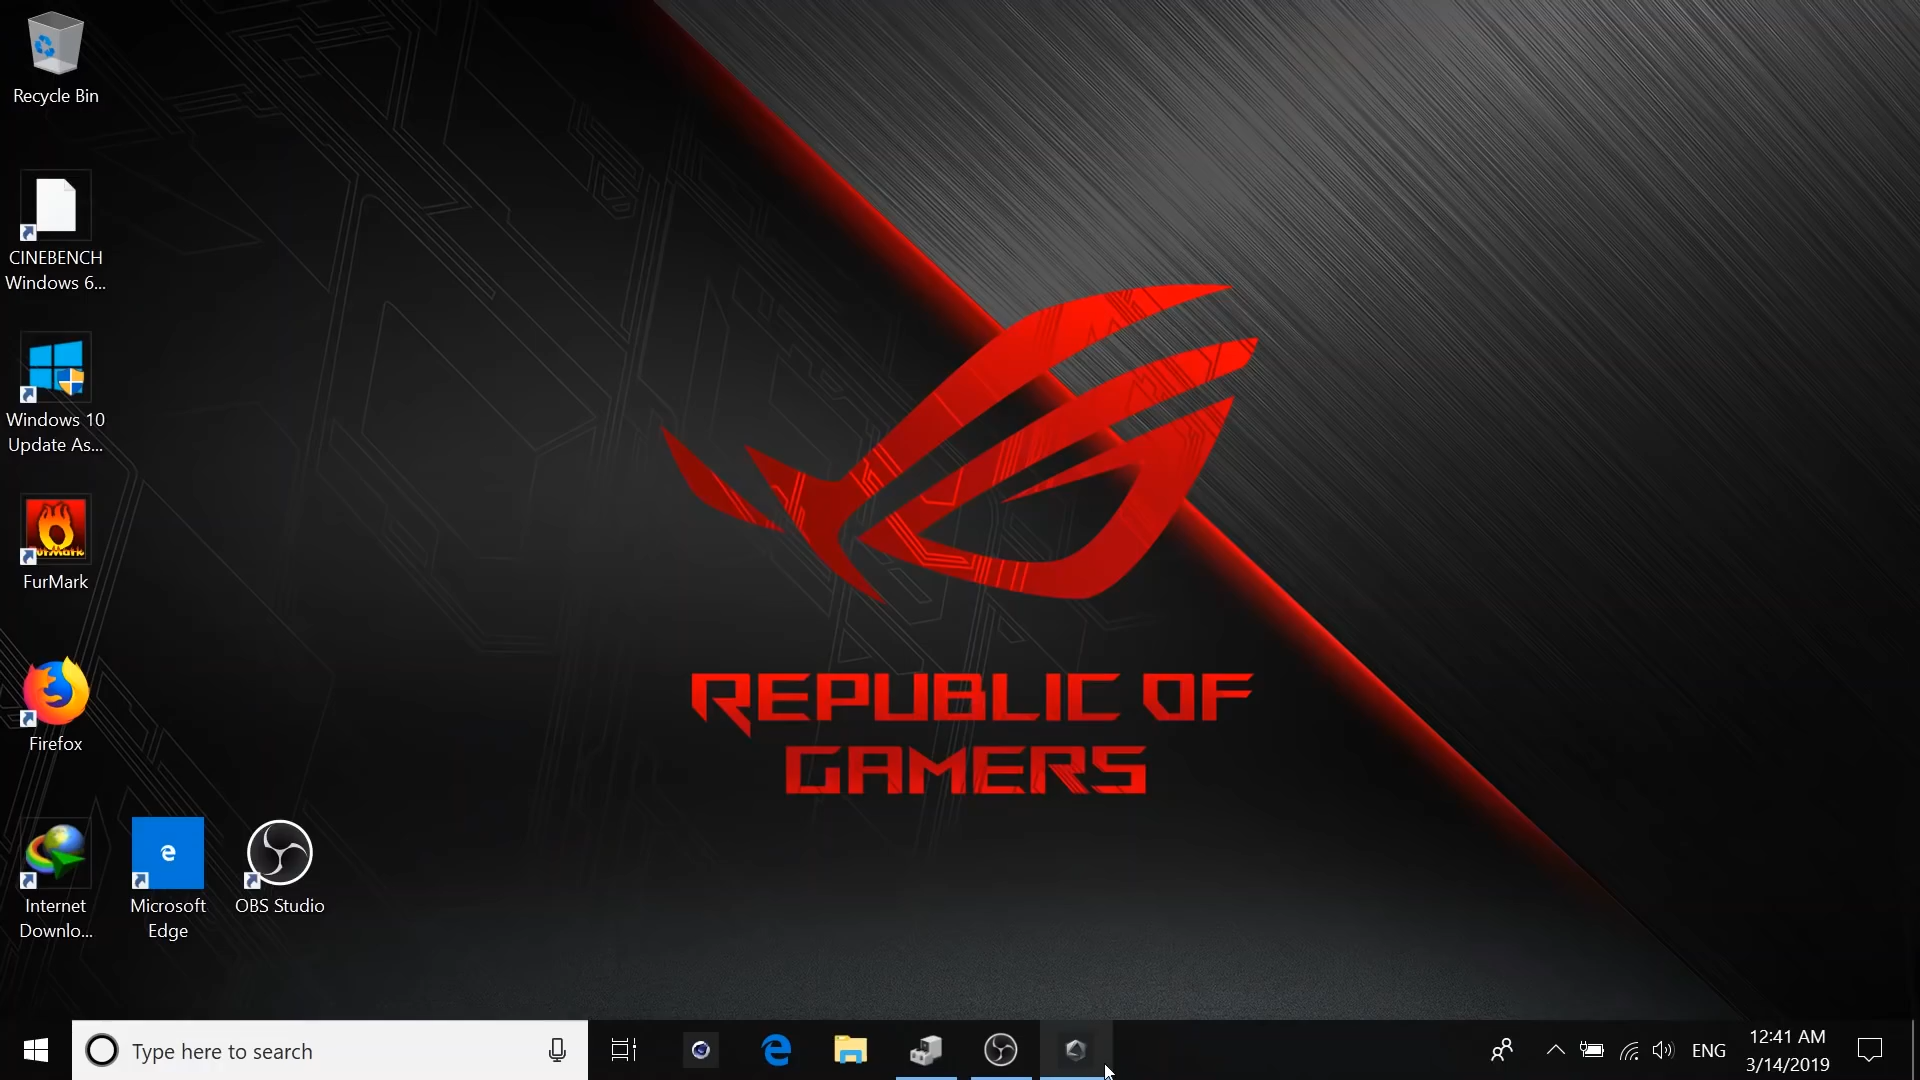 Recycle Bin
CINEBENCH
Windows 6...
Windows 10
Update As...
FurMark
Firefox
Internet
Downlo...
Microsoft
Edge
OBS Studio
REPUBLIC OF
GAMERS
Type here to search
ENG
12:41 AM
3/14/2019